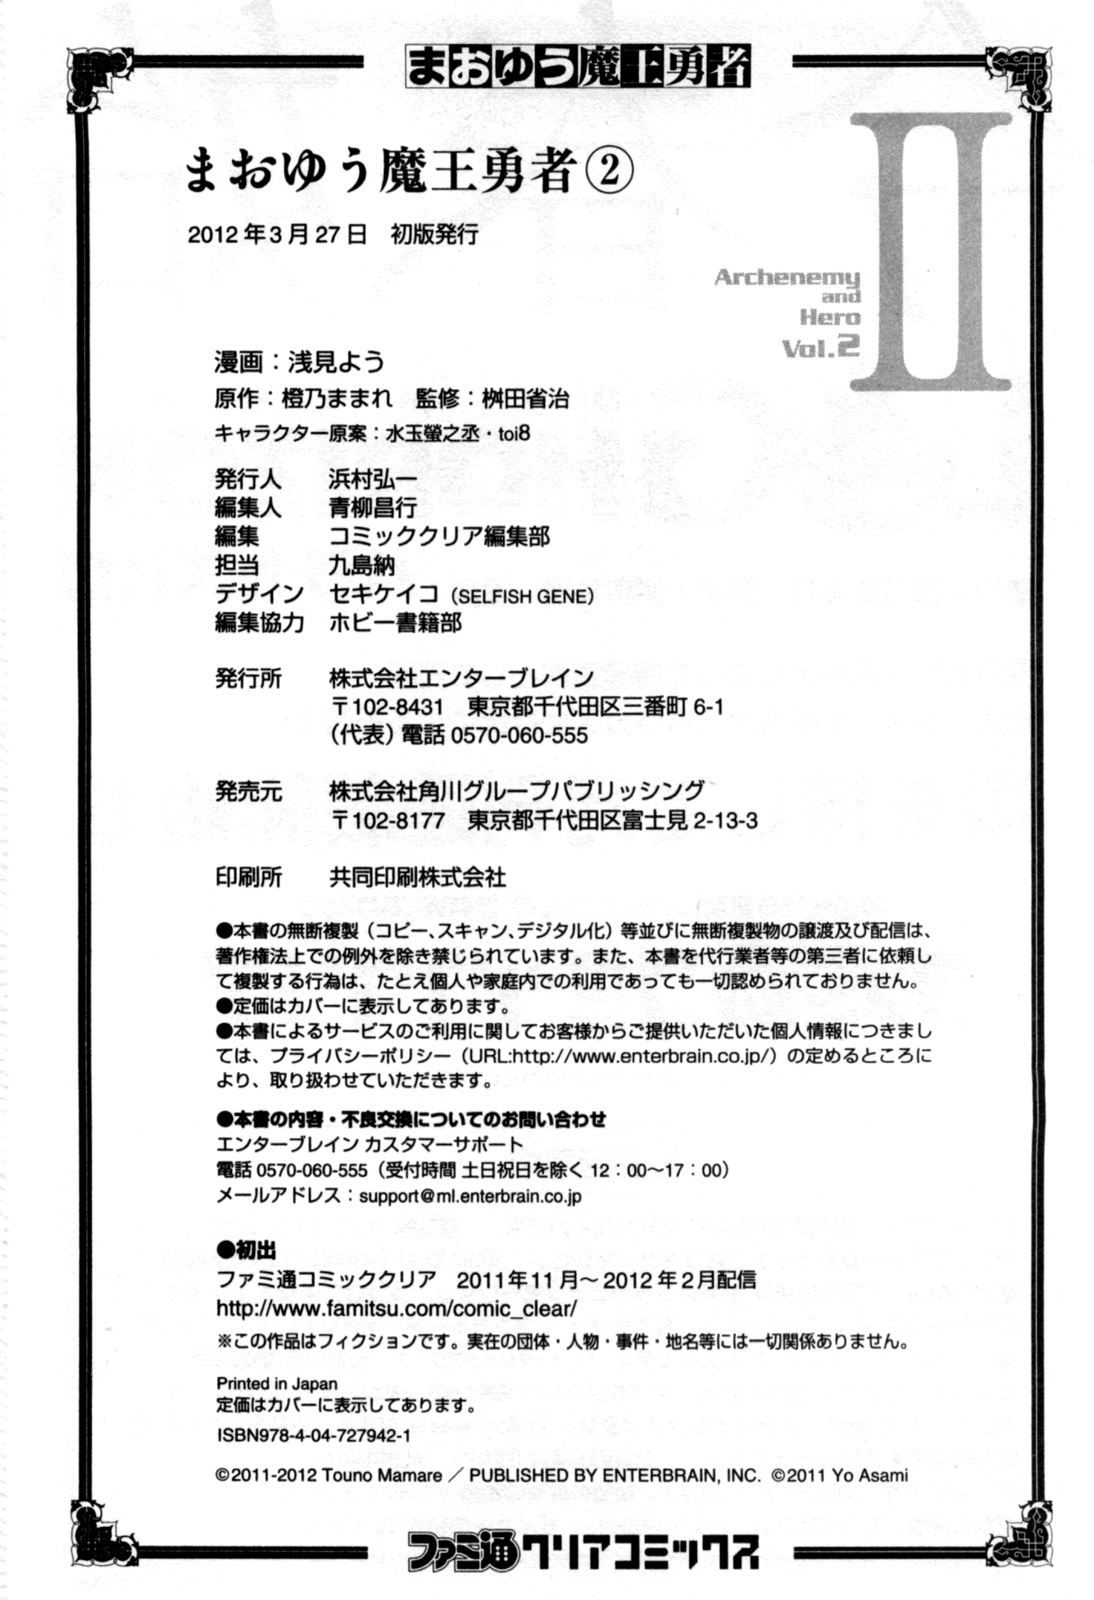 まおゆう魔王勇者
まおゆう魔王勇者②
2012年3月27日　初版発行
II
Archenemy
and
Hero
Vol.2
漫画：浅見よう
原作：橙乃ままれ　監修：桝田省治
キャラクター原案：水玉螢之丞・toi8
発行人　浜村弘一
編集人　青柳昌行
編集　コミッククリア編集部
担当　九島納
デザイン　セキケイコ（SELFISH GENE）
編集協力　ホビー書籍部
発行所　株式会社エンターブレイン
〒102-8431　東京都千代田区三番町6-1
（代表）電話 0570-060-555
発売元　株式会社角川グループパブリッシング
〒102-8177　東京都千代田区富士見2-13-3
印刷所　共同印刷株式会社
●本書の無断複製（コピー、スキャン、デジタル化）等並びに無断複製物の譲渡及び配信は、
著作権法上での例外を除き禁じられています。また、本書を代行業者等の第三者に依頼し
て複製する行為は、たとえ個人や家庭内での利用であっても一切認められておりません。
●定価はカバーに表示してあります。
●本書によるサービスのご利用に関してお客様からご提供いただいた個人情報につきまし
ては、プライバシーポリシー（URL:http://www.enterbrain.co.jp/）の定めるところに
より、取り扱わせていただきます。
●本書の内容・不良交換についてのお問い合わせ
エンターブレイン カスタマーサポート
電話 0570-060-555（受付時間 土日祝日を除く 12：00～17：00）
メールアドレス：support@ml.enterbrain.co.jp
●初出
ファミ通コミッククリア　2011年11月～2012年2月配信
http://www.famitsu.com/comic_clear/
※この作品はフィクションです。実在の団体・人物・事件・地名等には一切関係ありません。
Printed in Japan
定価はカバーに表示してあります。
ISBN978-4-04-727942-1
©2011-2012 Touno Mamare／PUBLISHED BY ENTERBRAIN, INC. ©2011 Yo Asami
ファミ通クリアコミックス